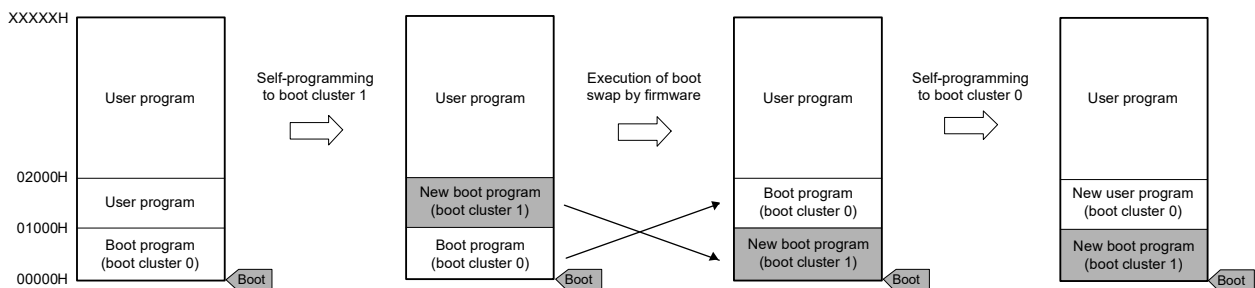 XXXXXH
User program
02000H
User program
01000H
Boot program
(boot cluster 0)
00000H
Boot
Self-programming
to boot cluster 1
User program
New boot program
(boot cluster 1)
Boot program
(boot cluster 0)
Boot
Execution of boot
swap by firmware
User program
Boot program
(boot cluster 0)
New boot program
(boot cluster 1)
Boot
Self-programming
to boot cluster 0
User program
New user program
(boot cluster 0)
New boot program
(boot cluster 1)
Boot